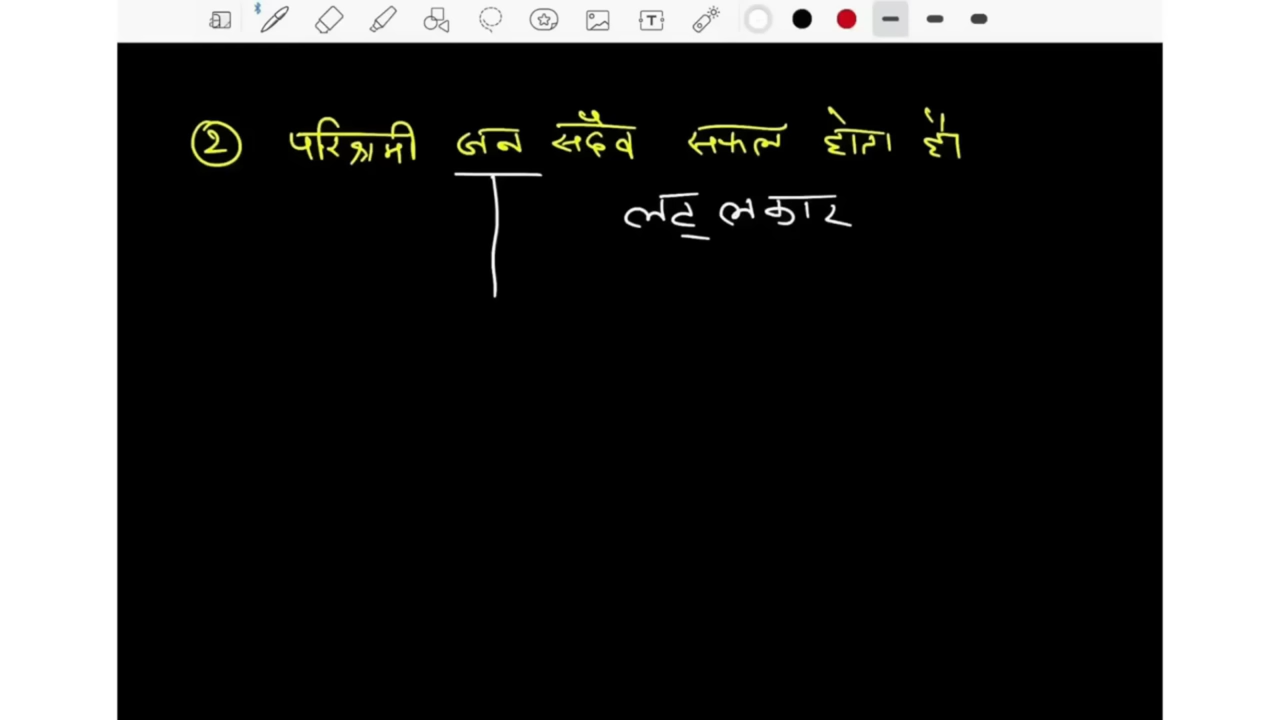 ② परिश्रमी जन सदैव सफल होता है।
लट् लकार